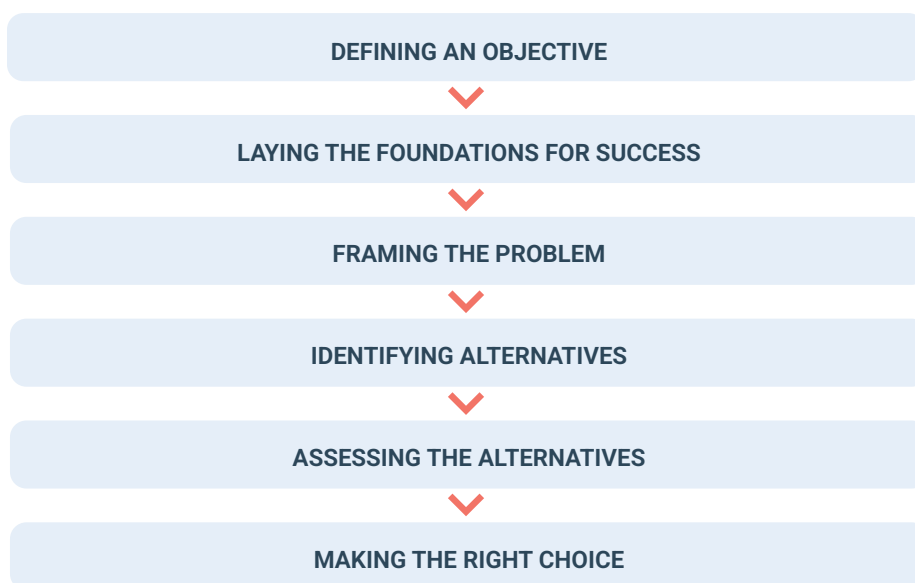 DEFINING AN OBJECTIVE
LAYING THE FOUNDATIONS FOR SUCCESS
FRAMING THE PROBLEM
IDENTIFYING ALTERNATIVES
ASSESSING THE ALTERNATIVES
MAKING THE RIGHT CHOICE